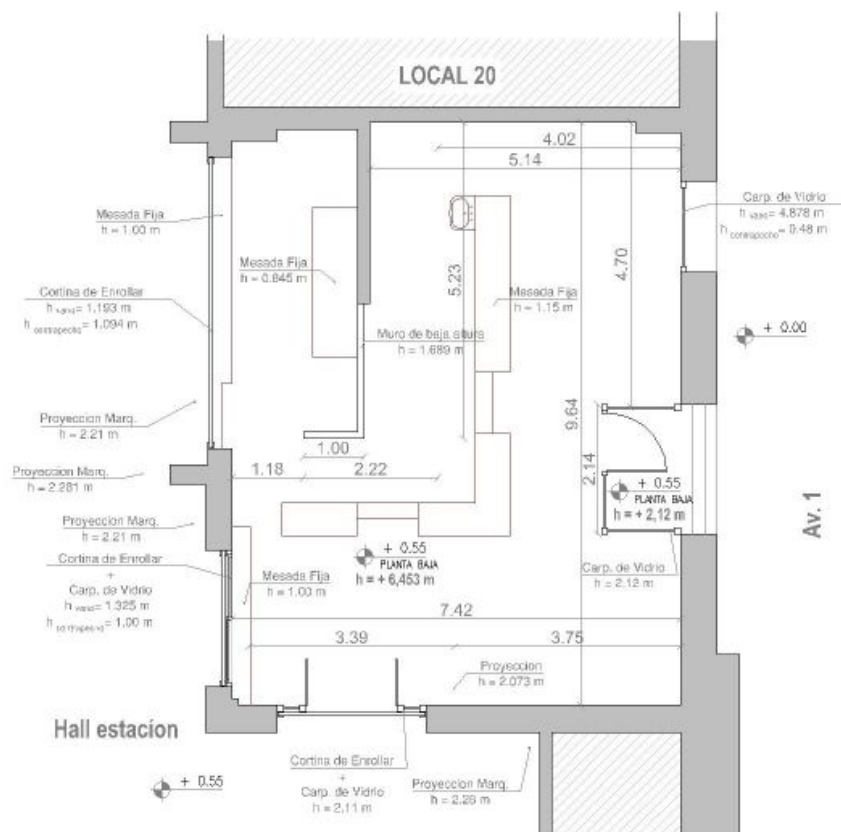 LOCAL 20
4.02
5.14
Carp. de Vidrio
h vano = 4.878 m
h contrapecho = 0.48 m
Mesada Fija
h = 1.00 m
Mesada Fija
h = 0.845 m
5.23
4.70
Mesada Fija
h = 1.15 m
Cortina de Enrollar
h vano = 1.193 m
h contrapecho = 1.094 m
Muro de baja altura
h = 1.689 m
+ 0.00
Proyeccion Marq.
h = 2.21 m
9.64
1.00
2.14
Proyeccion Marq.
h = 2.281 m
1.18
2.22
+ 0.55
PLANTA BAJA
h = + 2,12 m
Av. 1
Proyeccion Marq.
h = 2.21 m
+ 0.55
PLANTA BAJA
h = + 6,453 m
Cortina de Enrollar
+
Carp. de Vidrio
h vano = 1.325 m
h contrapecho = 1.00 m
Mesada Fija
h = 1.00 m
Carp. de Vidrio
h = 2.12 m
7.42
3.39
3.75
Proyeccion
h = 2.073 m
Hall estacion
Cortina de Enrollar
+
Carp. de Vidrio
h = 2.11 m
Proyeccion Marq.
h = 2.26 m
+ 0.55